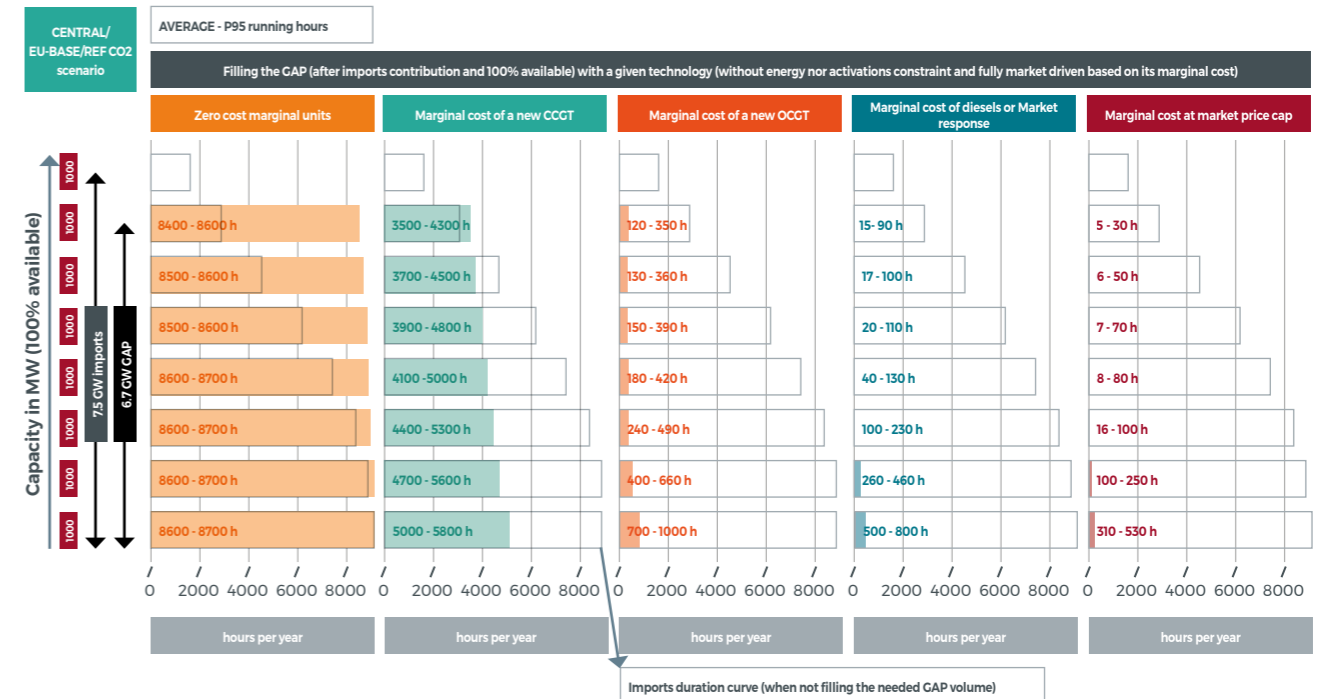 CENTRAL/
EU-BASE/REF CO2
scenario
AVERAGE - P95 running hours
Filling the GAP (after imports contribution and 100% available) with a given technology (without energy nor activations constraint and fully market driven based on its marginal cost)
Zero cost marginal units
Marginal cost of a new CCGT
Marginal cost of a new OCGT
Marginal cost of diesels or Market
response
Marginal cost at market price cap
Capacity in MW (100% available)
1000
1000
1000
1000
1000
1000
1000
1000
7.5 GW imports
6.7 GW GAP
8400 - 8600 h
3500 - 4300 h
120 - 350 h
15- 90 h
5 - 30 h
8500 - 8600 h
3700 - 4500 h
130 - 360 h
17 - 100 h
6 - 50 h
8500 - 8600 h
3900 - 4800 h
150 - 390 h
20 - 110 h
7 - 70 h
8600 - 8700 h
4100 -5000 h
180 - 420 h
40 - 130 h
8 - 80 h
8600 - 8700 h
4400 - 5300 h
240 - 490 h
100 - 230 h
16 - 100 h
8600 - 8700 h
4700 - 5600 h
400 - 660 h
260 - 460 h
100 - 250 h
8600 - 8700 h
5000 - 5800 h
700 - 1000 h
500 - 800 h
310 - 530 h
0 2000 4000 6000 8000
0 2000 4000 6000 8000
0 2000 4000 6000 8000
0 2000 4000 6000 8000
0 2000 4000 6000 8000
hours per year
hours per year
hours per year
hours per year
hours per year
Imports duration curve (when not filling the needed GAP volume)